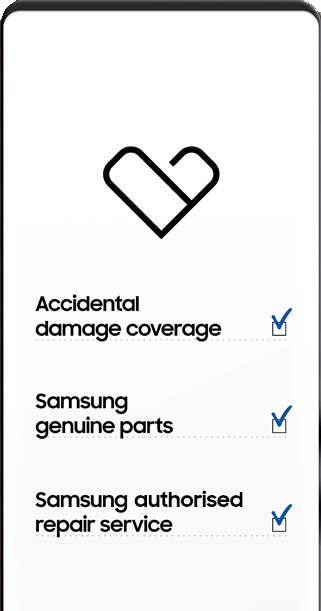 Accidental
damage coverage
Samsung
genuine parts
Samsung authorised
repair service